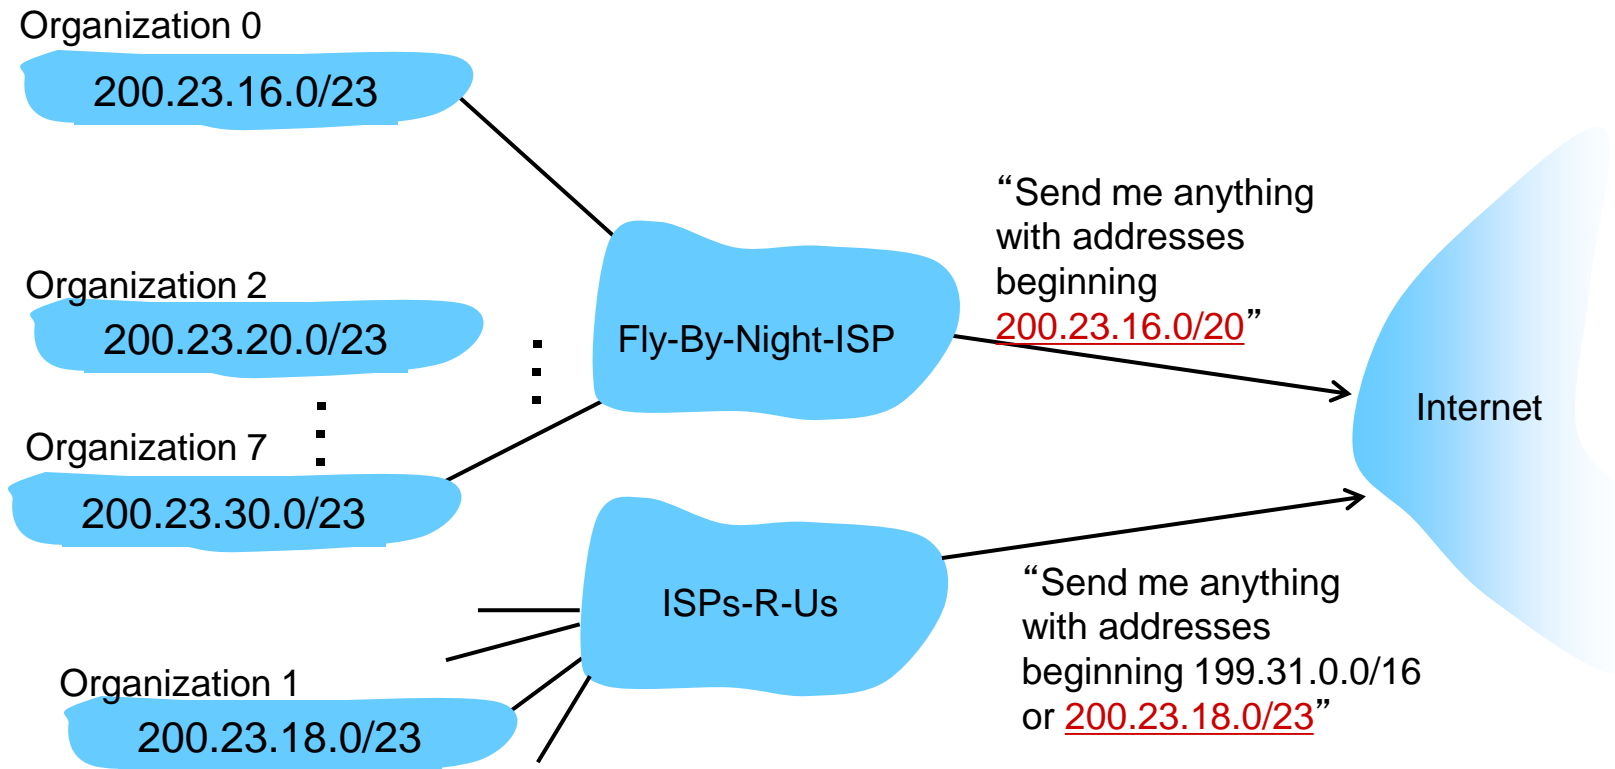 Organization 0
200.23.16.0/23
Organization 2
200.23.20.0/23
Organization 7
200.23.30.0/23
Fly-By-Night-ISP
“Send me anything
with addresses
beginning
200.23.16.0/20”
Internet
ISPs-R-Us
Organization 1
200.23.18.0/23
“Send me anything
with addresses
beginning 199.31.0.0/16
or 200.23.18.0/23”